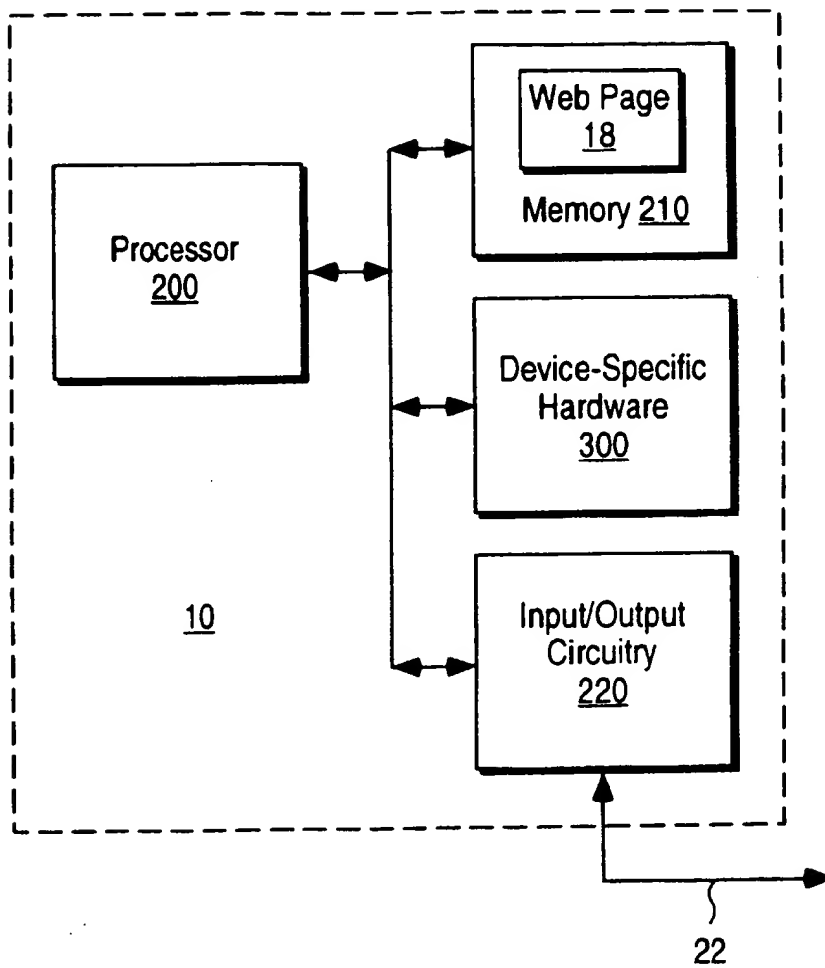 Web Page
18
Memory 210
Processor
200
Device-Specific
Hardware
300
10
Input/Output
Circuitry
220
22